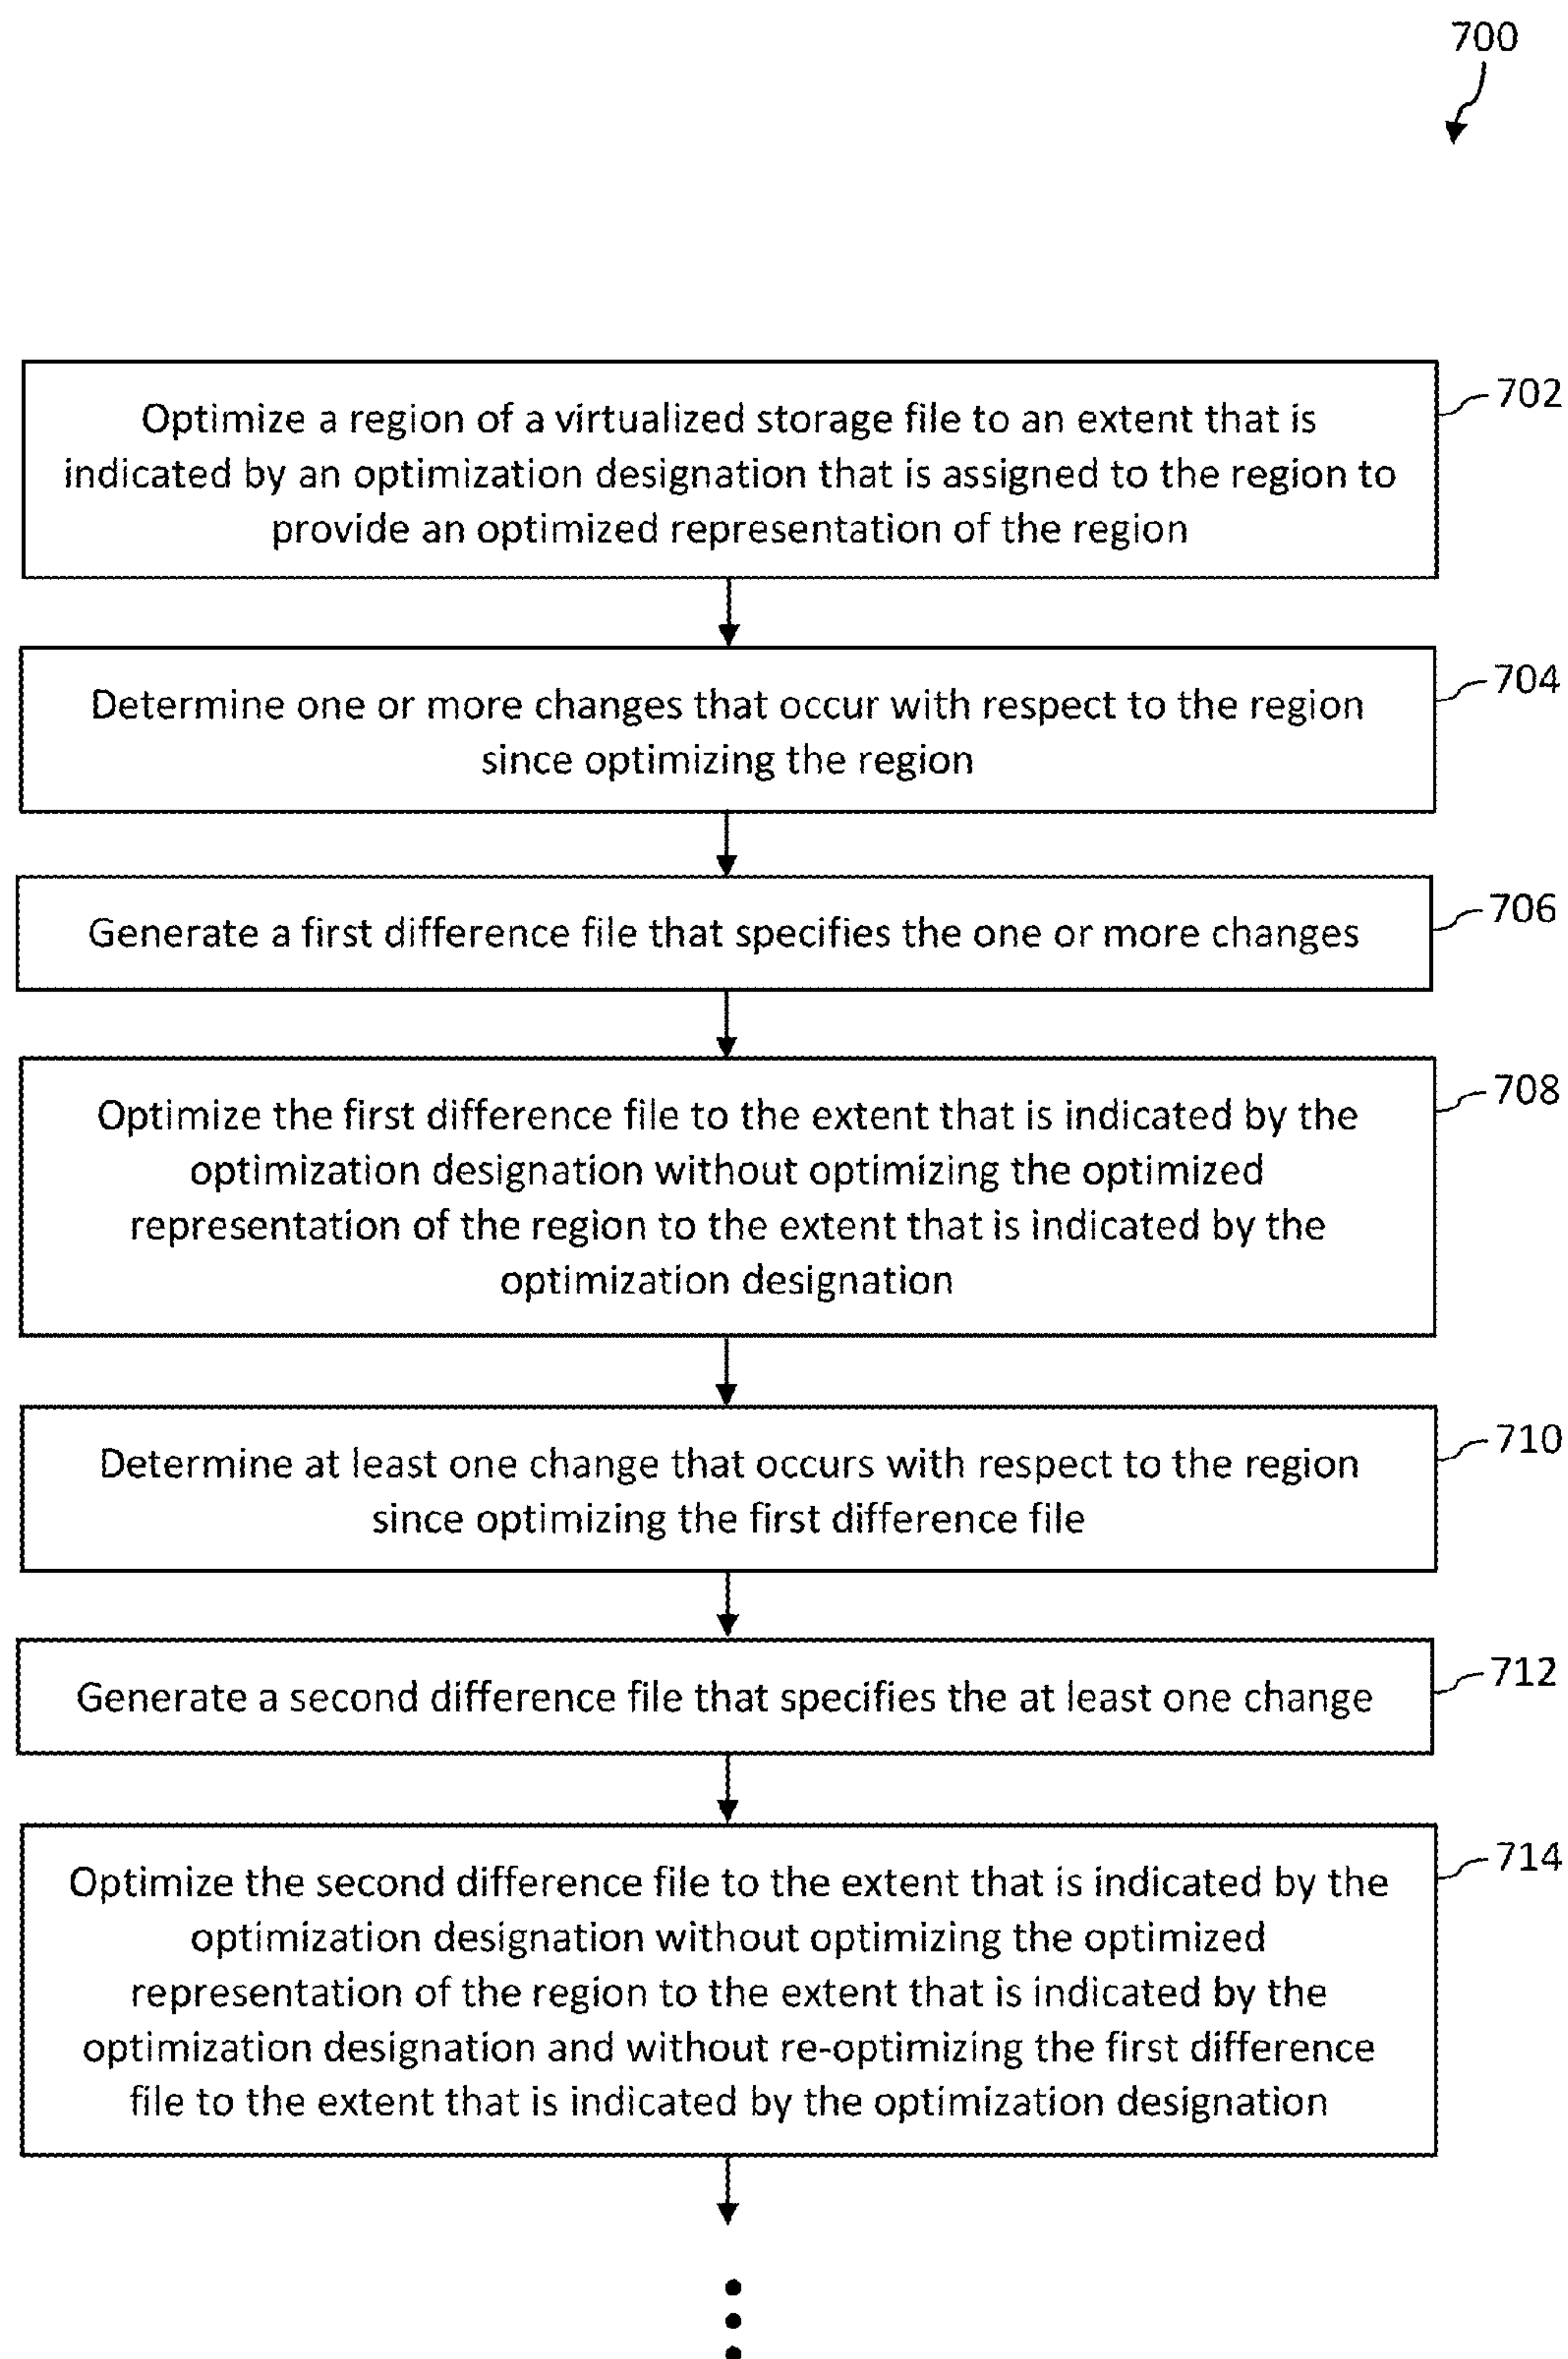 700
Optimize a region of a virtualized storage file to an extent that is
indicated by an optimization designation that is assigned to the region to
provide an optimized representation of the region
702
Determine one or more changes that occur with respect to the region
since optimizing the region
704
Generate a first difference file that specifies the one or more changes
706
Optimize the first difference file to the extent that is indicated by the
optimization designation without optimizing the optimized
representation of the region to the extent that is indicated by the
optimization designation
708
Determine at least one change that occurs with respect to the region
since optimizing the first difference file
710
Generate a second difference file that specifies the at least one change
712
Optimize the second difference file to the extent that is indicated by the
optimization designation without optimizing the optimized
representation of the region to the extent that is indicated by the
optimization designation and without re-optimizing the first difference
file to the extent that is indicated by the optimization designation
714